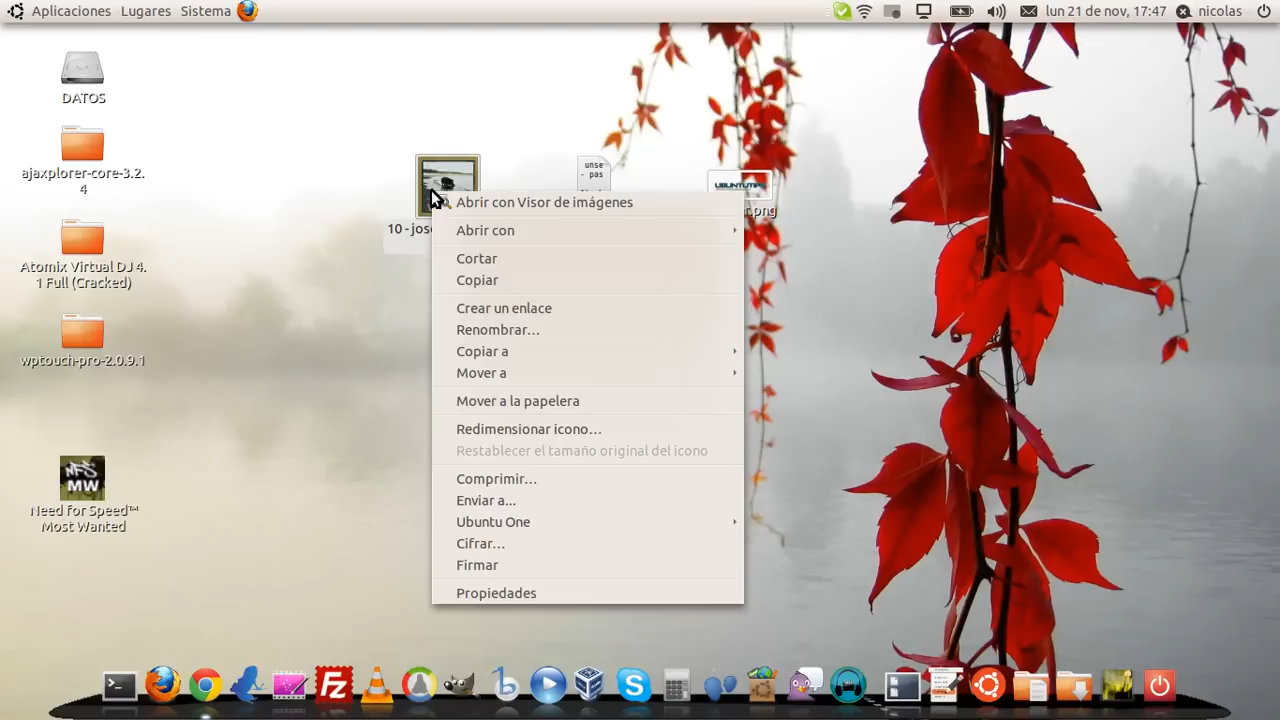 Aplicaciones Lugares Sistema
lun 21 de nov, 17:47 nicolas
DATOS
ajaxplorer-core-3.2.
4
Atomix Virtual DJ 4.
1 Full (Cracked)
wptouch-pro-2.0.9.1
NFS
MW
Need for Speed™
Most Wanted
10 - jos
unse
- pas
UBUNTUTIPS
r.png
Abrir con Visor de imágenes
Abrir con
Cortar
Copiar
Crear un enlace
Renombrar...
Copiar a
Mover a
Mover a la papelera
Redimensionar icono...
Restablecer el tamaño original del icono
Comprimir...
Enviar a...
Ubuntu One
Cifrar...
Firmar
Propiedades